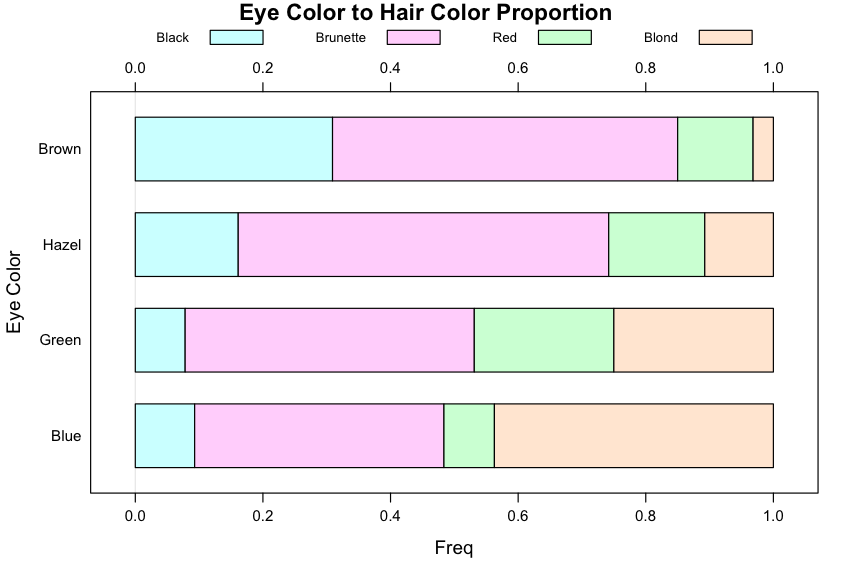 Eye Color to Hair Color Proportion
Black Brunette Red Blond
0.0 0.2 0.4 0.6 0.8 1.0
Brown
Hazel
Green
Blue
Eye Color
0.0 0.2 0.4 0.6 0.8 1.0
Freq